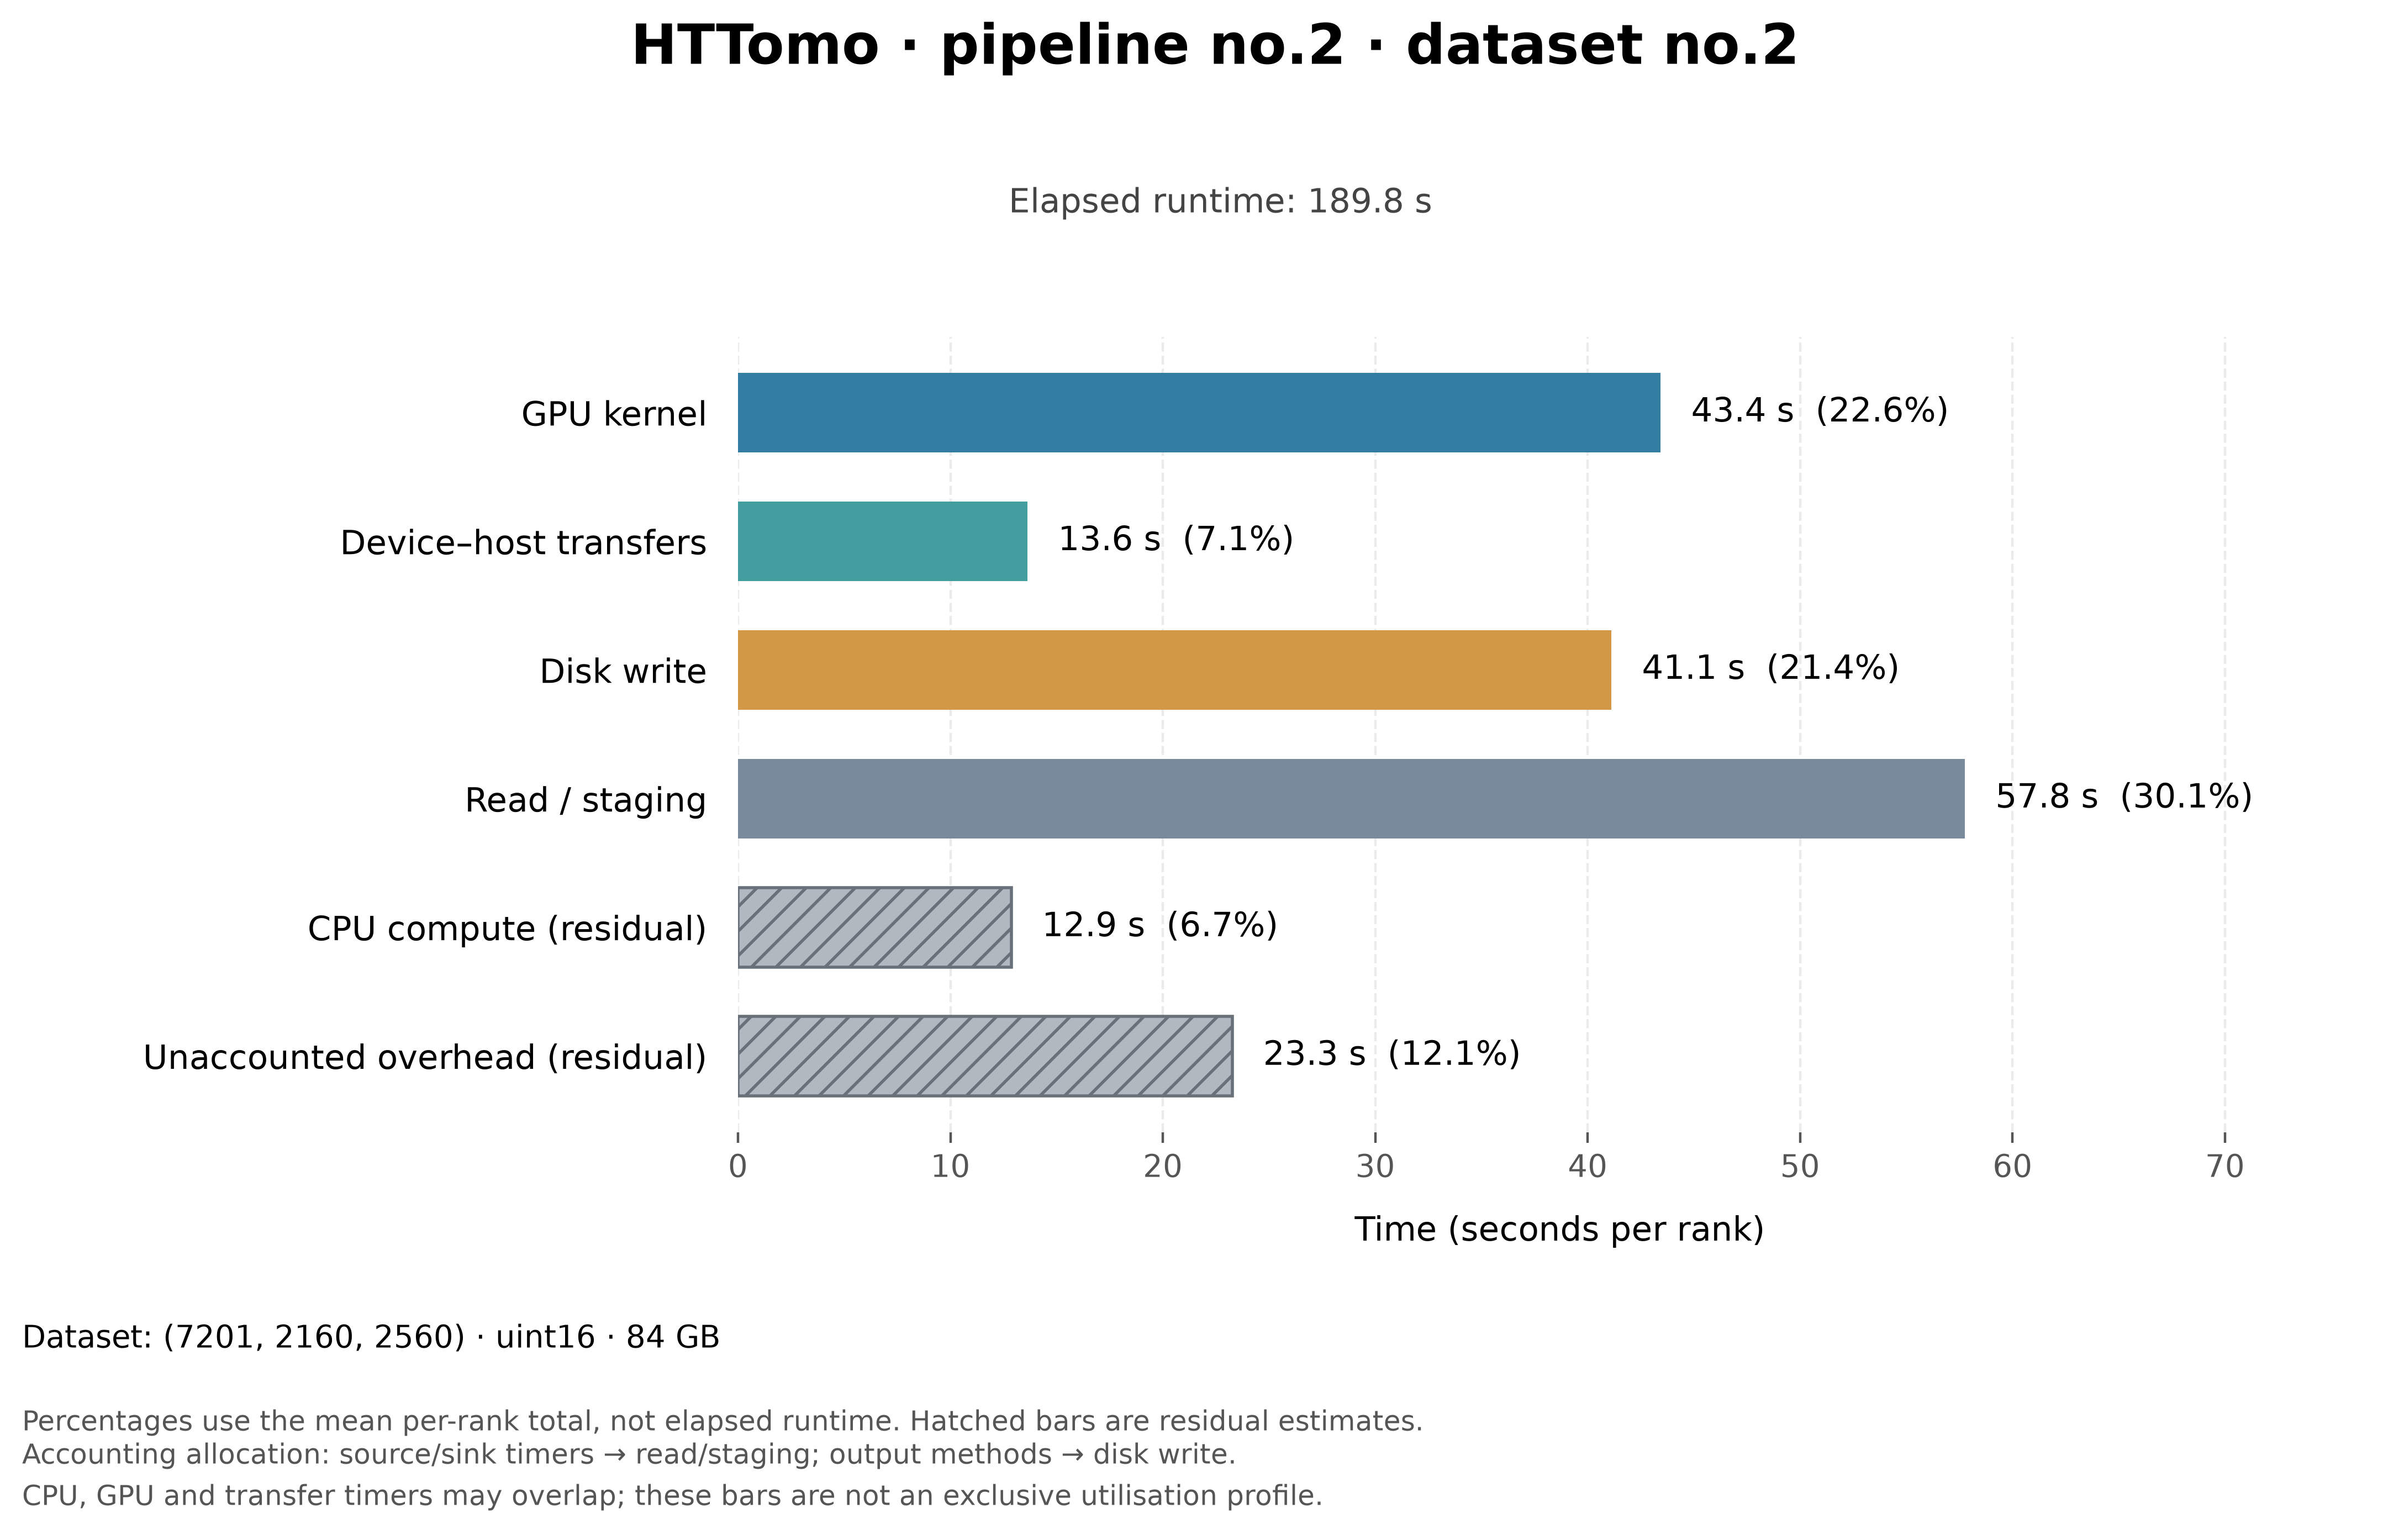 HTTomo · pipeline no.2 · dataset no.2
Elapsed runtime: 189.8 s
GPU kernel
43.4 s (22.6%)
Device–host transfers
13.6 s (7.1%)
Disk write
41.1 s (21.4%)
Read / staging
57.8 s (30.1%)
CPU compute (residual)
12.9 s (6.7%)
Unaccounted overhead (residual)
23.3 s (12.1%)
0 10 20 30 40 50 60 70
Time (seconds per rank)
Dataset: (7201, 2160, 2560) · uint16 · 84 GB
Percentages use the mean per-rank total, not elapsed runtime. Hatched bars are residual estimates.
Accounting allocation: source/sink timers → read/staging; output methods → disk write.
CPU, GPU and transfer timers may overlap; these bars are not an exclusive utilisation profile.